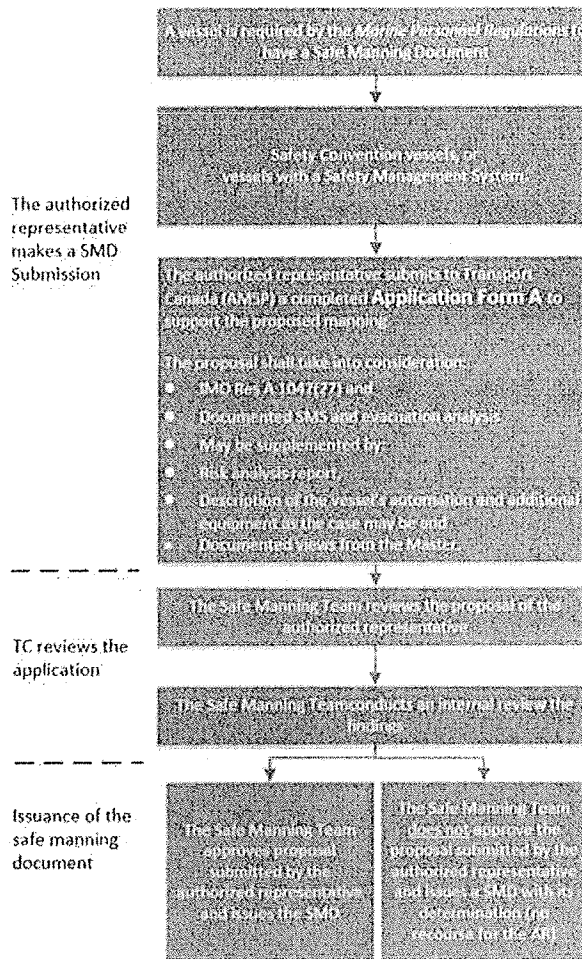 A vessel is required by the Marine Personnel Regulations to
have a Safe Manning Document
Safety Convention vessels, or
vessels with a Safety Management System.
The authorized
representative
makes a SMD
Submission
The authorized representative submits to Transport
Canada (AMSP) a completed Application Form A to
support the proposed manning
The proposal shall take into consideration:
● IMO Res A 1047(27) and
● Documented SMS and evacuation analysis
● May be supplemented by:
● Risk analysis report,
● Description of the vessel's automation and additional
equipment as the case may be and
● Documented views from the Master.
TC reviews the
application
The Safe Manning Team reviews the proposal of the
authorized representative
The Safe Manning Teamconducts an internal review the
findings
Issuance of the
safe manning
document
The Safe Manning Team
approves proposal
submitted by the
authorized representative
and issues the SMD
The Safe Manning Team
does not approve the
proposal submitted by the
authorized representative
and issues a SMD with its
determination (no
recourse for the AR)